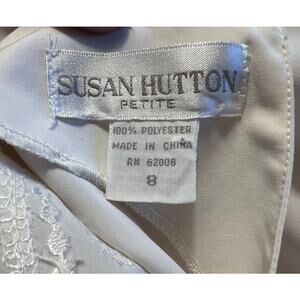 SUSAN HUTTON
PETITE
100% POLYESTER
MADE IN CHINA
RN 62008
8